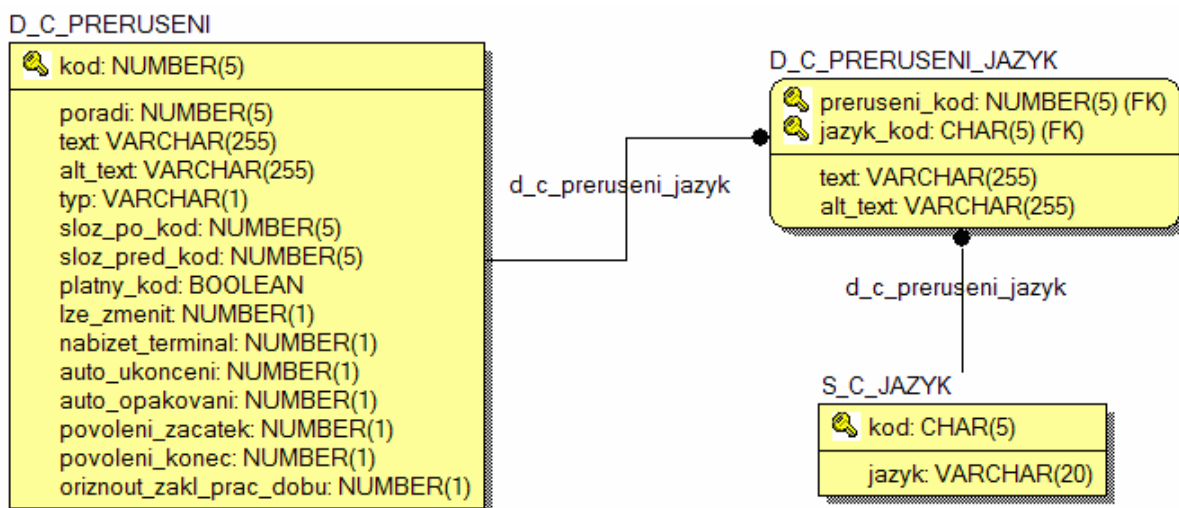 D_C_PRERUSENI
kod: NUMBER(5)
poradi: NUMBER(5)
text: VARCHAR(255)
alt_text: VARCHAR(255)
typ: VARCHAR(1)
sloz_po_kod: NUMBER(5)
sloz_pred_kod: NUMBER(5)
platny_kod: BOOLEAN
lze_zmenit: NUMBER(1)
nabizet_terminal: NUMBER(1)
auto_ukonceni: NUMBER(1)
auto_opakovani: NUMBER(1)
povoleni_zacatek: NUMBER(1)
povoleni_konec: NUMBER(1)
oriznout_zakl_prac_dobu: NUMBER(1)
d_c_preruseni_jazyk
D_C_PRERUSENI_JAZYK
preruseni_kod: NUMBER(5) (FK)
jazyk_kod: CHAR(5) (FK)
text: VARCHAR(255)
alt_text: VARCHAR(255)
d_c_preruseni_jazyk
S_C_JAZYK
kod: CHAR(5)
jazyk: VARCHAR(20)